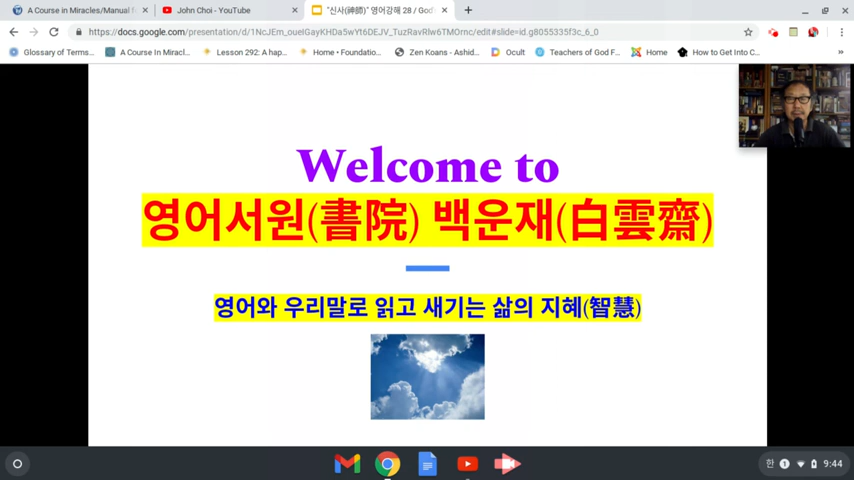 A Course in Miracles/Manual f
John Choi - YouTube
"신사(神師)" 영어강해 28 / God
https://docs.google.com/presentation/d/1NcJEm_oueIGayKHDa5wYt6DEJV_TuzRavRlw6TMOrnc/edit#slide=id.g8055335f3c_6_0
Glossary of Terms...
A Course In Miracl...
Lesson 292: A hap...
Home • Foundatio...
Zen Koans - Ashid...
Ocult
Teachers of God F...
Home
How to Get Into C...
Welcome to
영어서원(書院) 백운재(白雲齋)
영어와 우리말로 읽고 새기는 삶의 지혜(智慧)
한 1 9:44